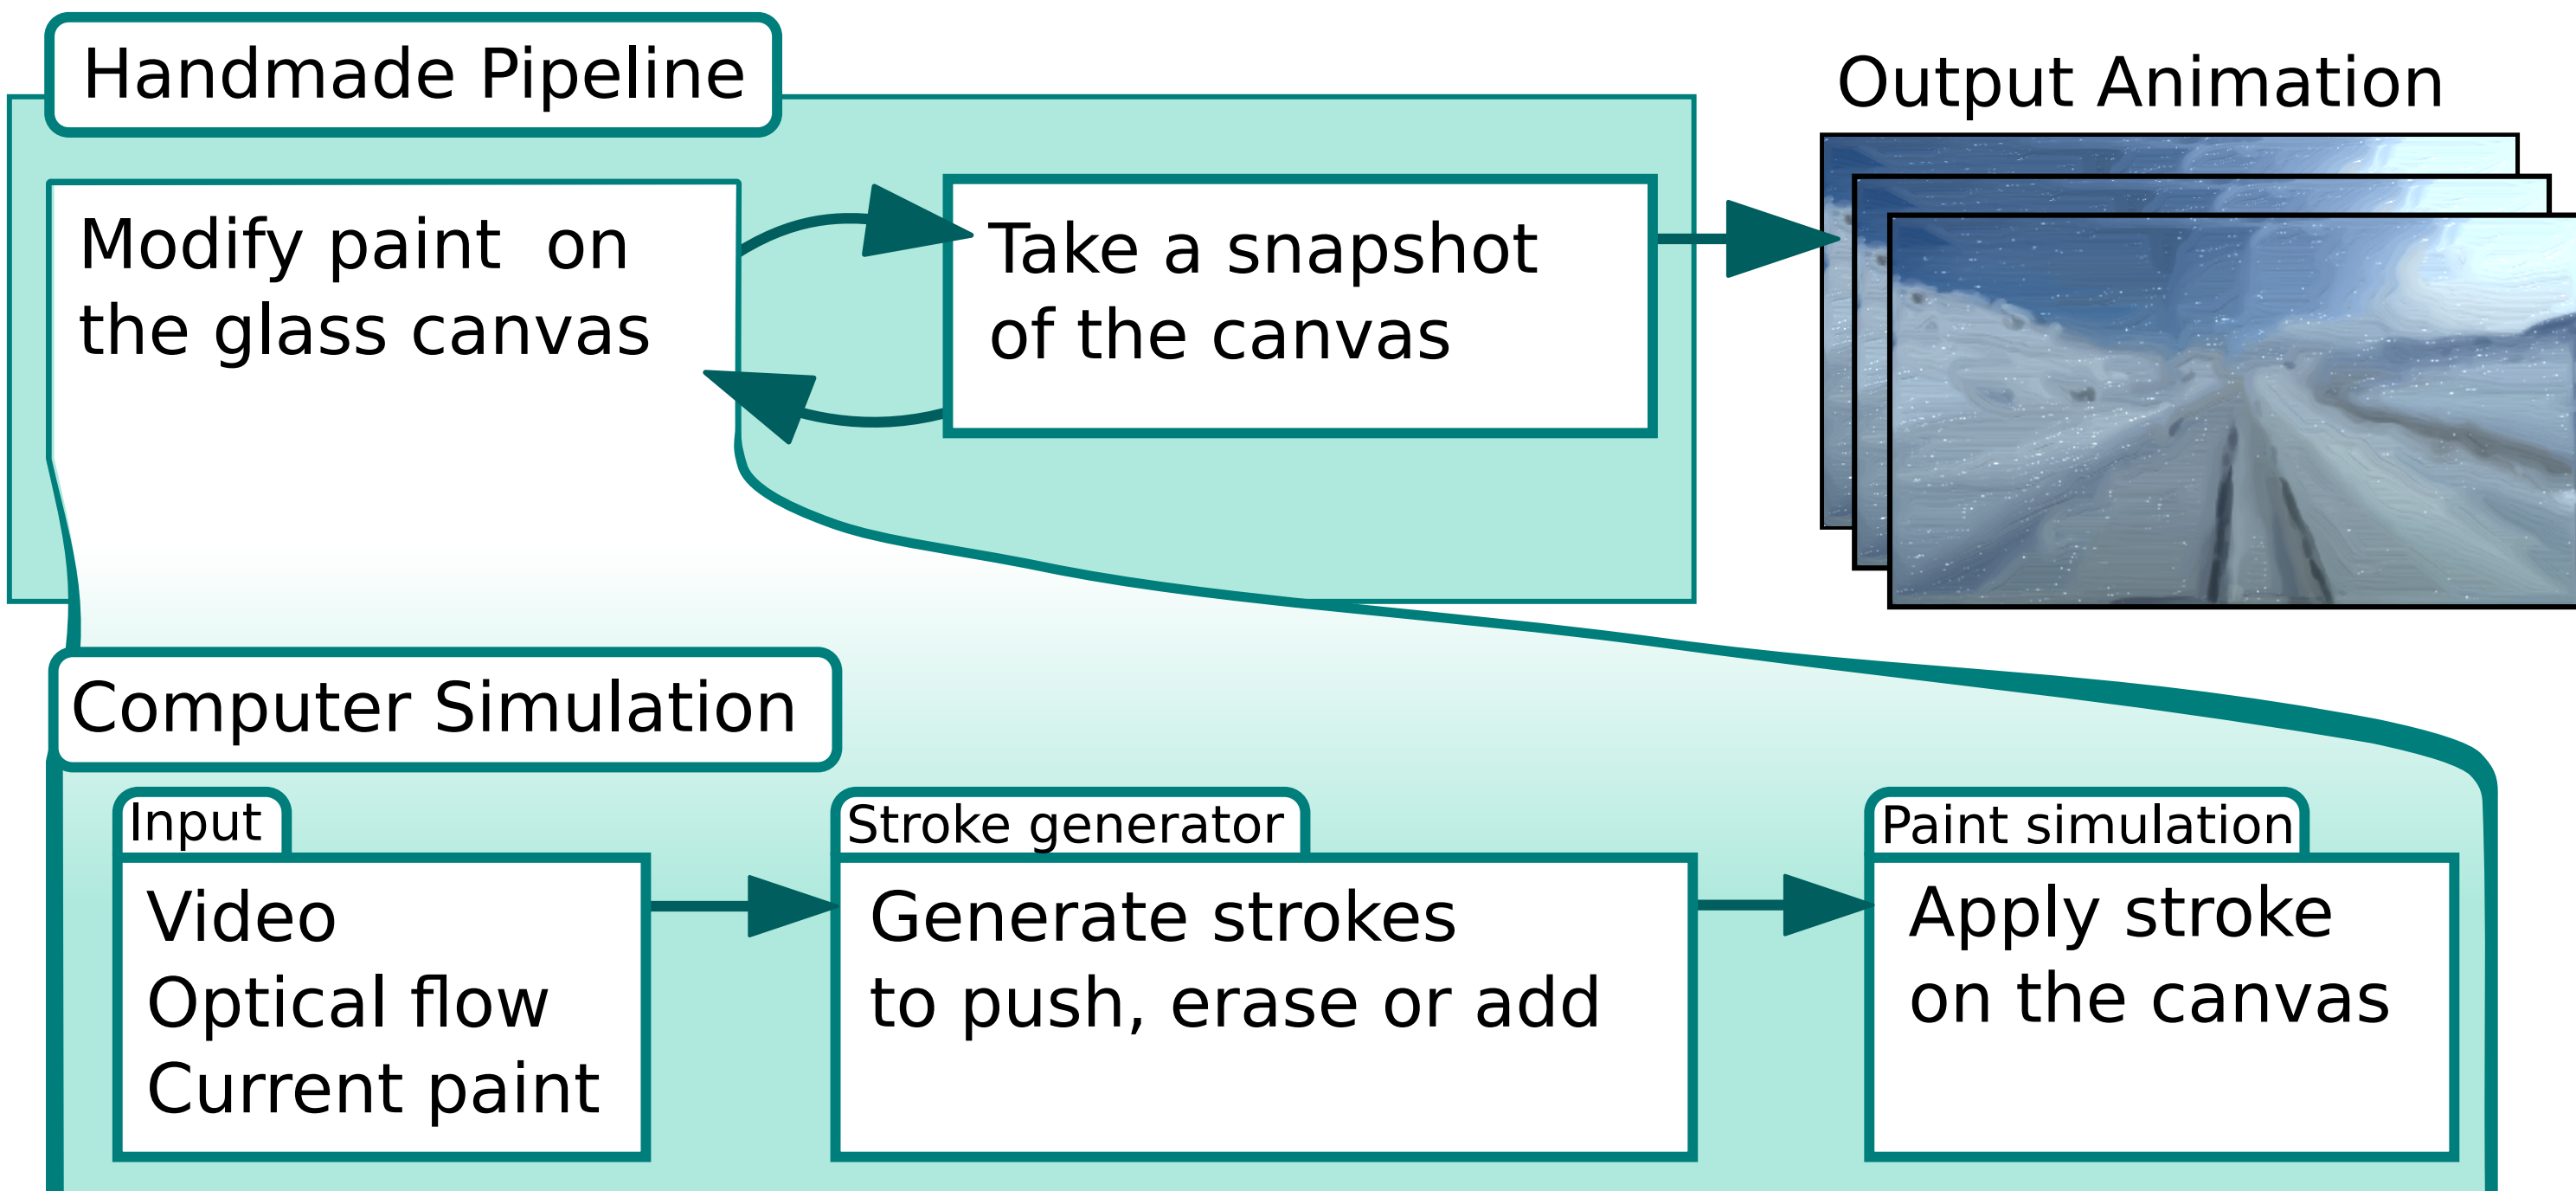 Handmade Pipeline
Output Animation
Modify paint on
the glass canvas
Take a snapshot
of the canvas
Computer Simulation
Input
Video
Optical flow
Current paint
Stroke generator
Generate strokes
to push, erase or add
Paint simulation
Apply stroke
on the canvas